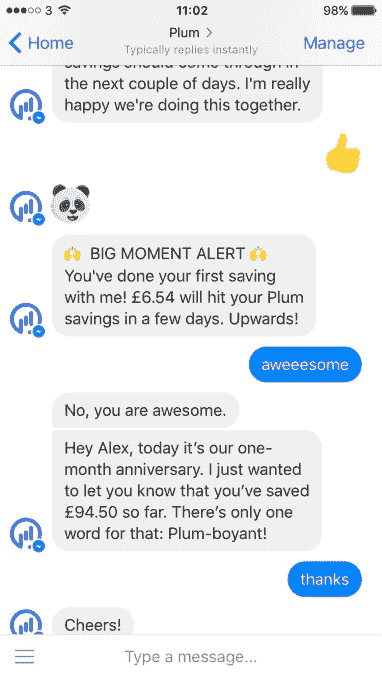 3 11:02 98%
Home Plum > Manage
Typically replies instantly
savings should come through in
the next couple of days. I'm really
happy we're doing this together.
BIG MOMENT ALERT
You've done your first saving
with me! £6.54 will hit your Plum
savings in a few days. Upwards!
aweeesome
No, you are awesome.
Hey Alex, today it’s our one-
month anniversary. I just wanted
to let you know that you’ve saved
£94.50 so far. There’s only one
word for that: Plum-boyant!
thanks
Cheers!
Type a message...